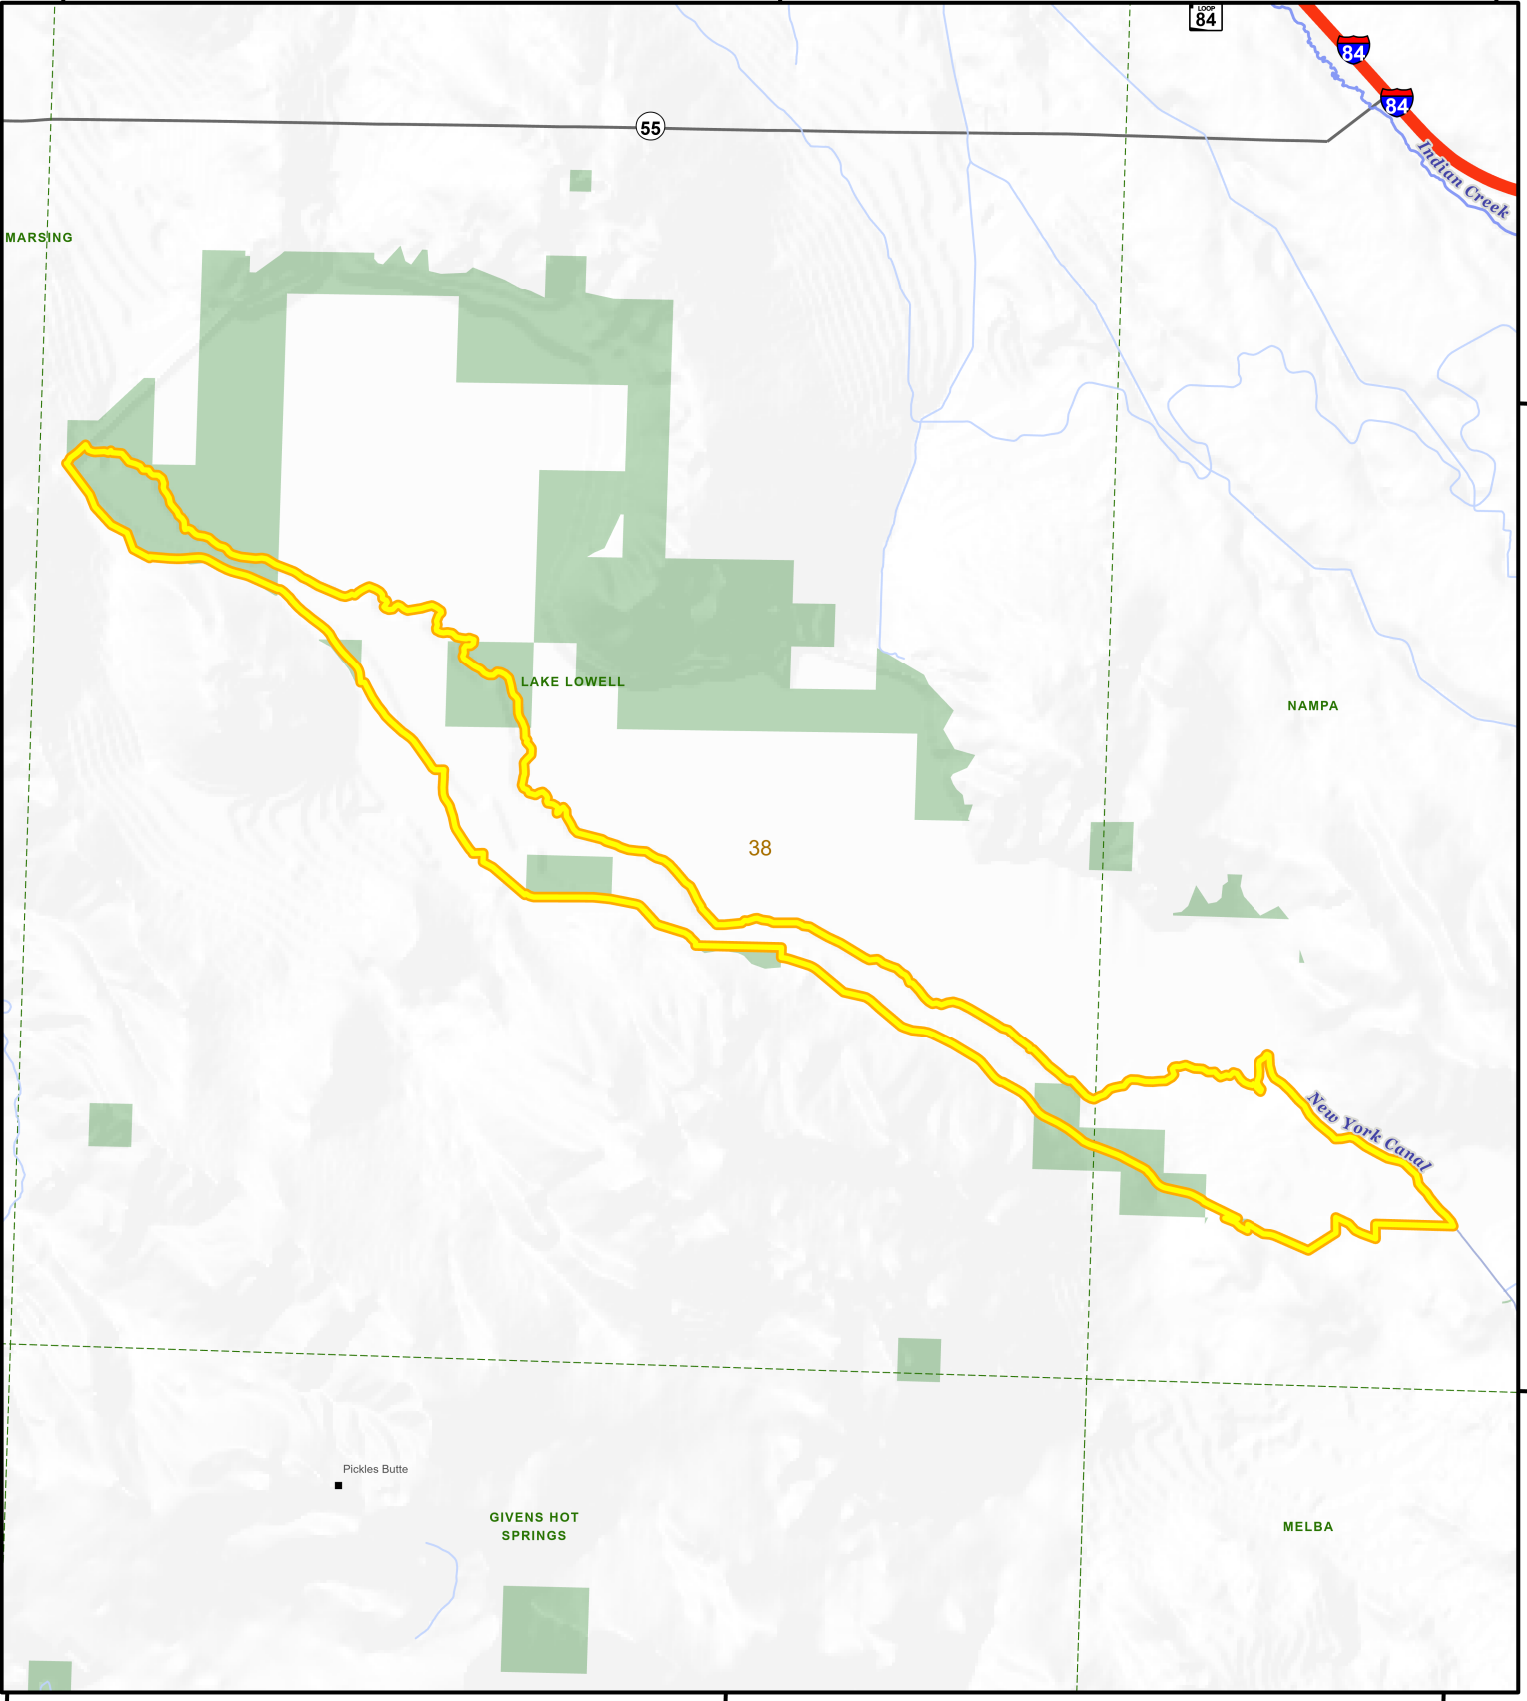 LOOP
84
84
84
55
Indian Creek
MARSING
LAKE LOWELL
NAMPA
38
New York Canal
Pickles Butte
GIVENS HOT
SPRINGS
MELBA